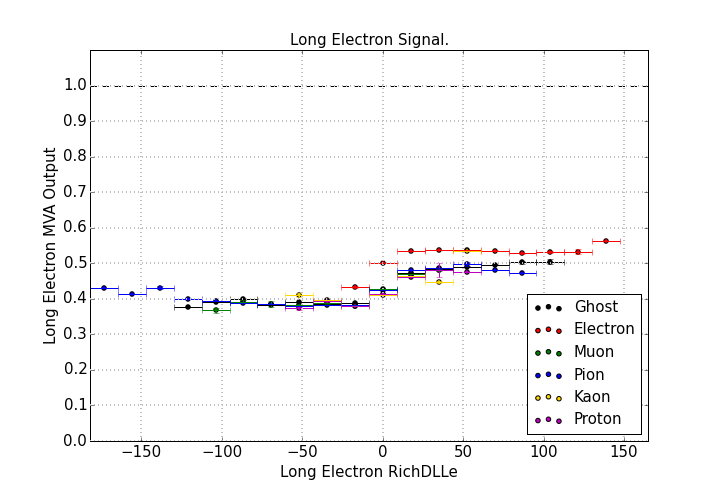 Long Electron Signal.
Long Electron MVA Output
1.0
0.9
0.8
0.7
0.6
0.5
0.4
0.3
0.2
0.1
0.0
Ghost
Electron
Muon
Pion
Kaon
Proton
−150
−100
−50
0
50
100
150
Long Electron RichDLLe